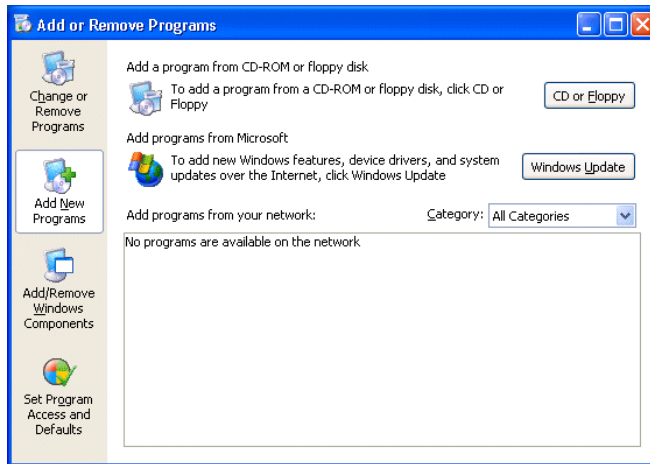 Add or Remove Programs
Change or
Remove
Programs
Add New
Programs
Add/Remove
Windows
Components
Set Program
Access and
Defaults
Add a program from CD-ROM or floppy disk
To add a program from a CD-ROM or floppy disk, click CD or
Floppy
CD or Floppy
Add programs from Microsoft
To add new Windows features, device drivers, and system
updates over the Internet, click Windows Update
Windows Update
Add programs from your network:
Category: All Categories
No programs are available on the network